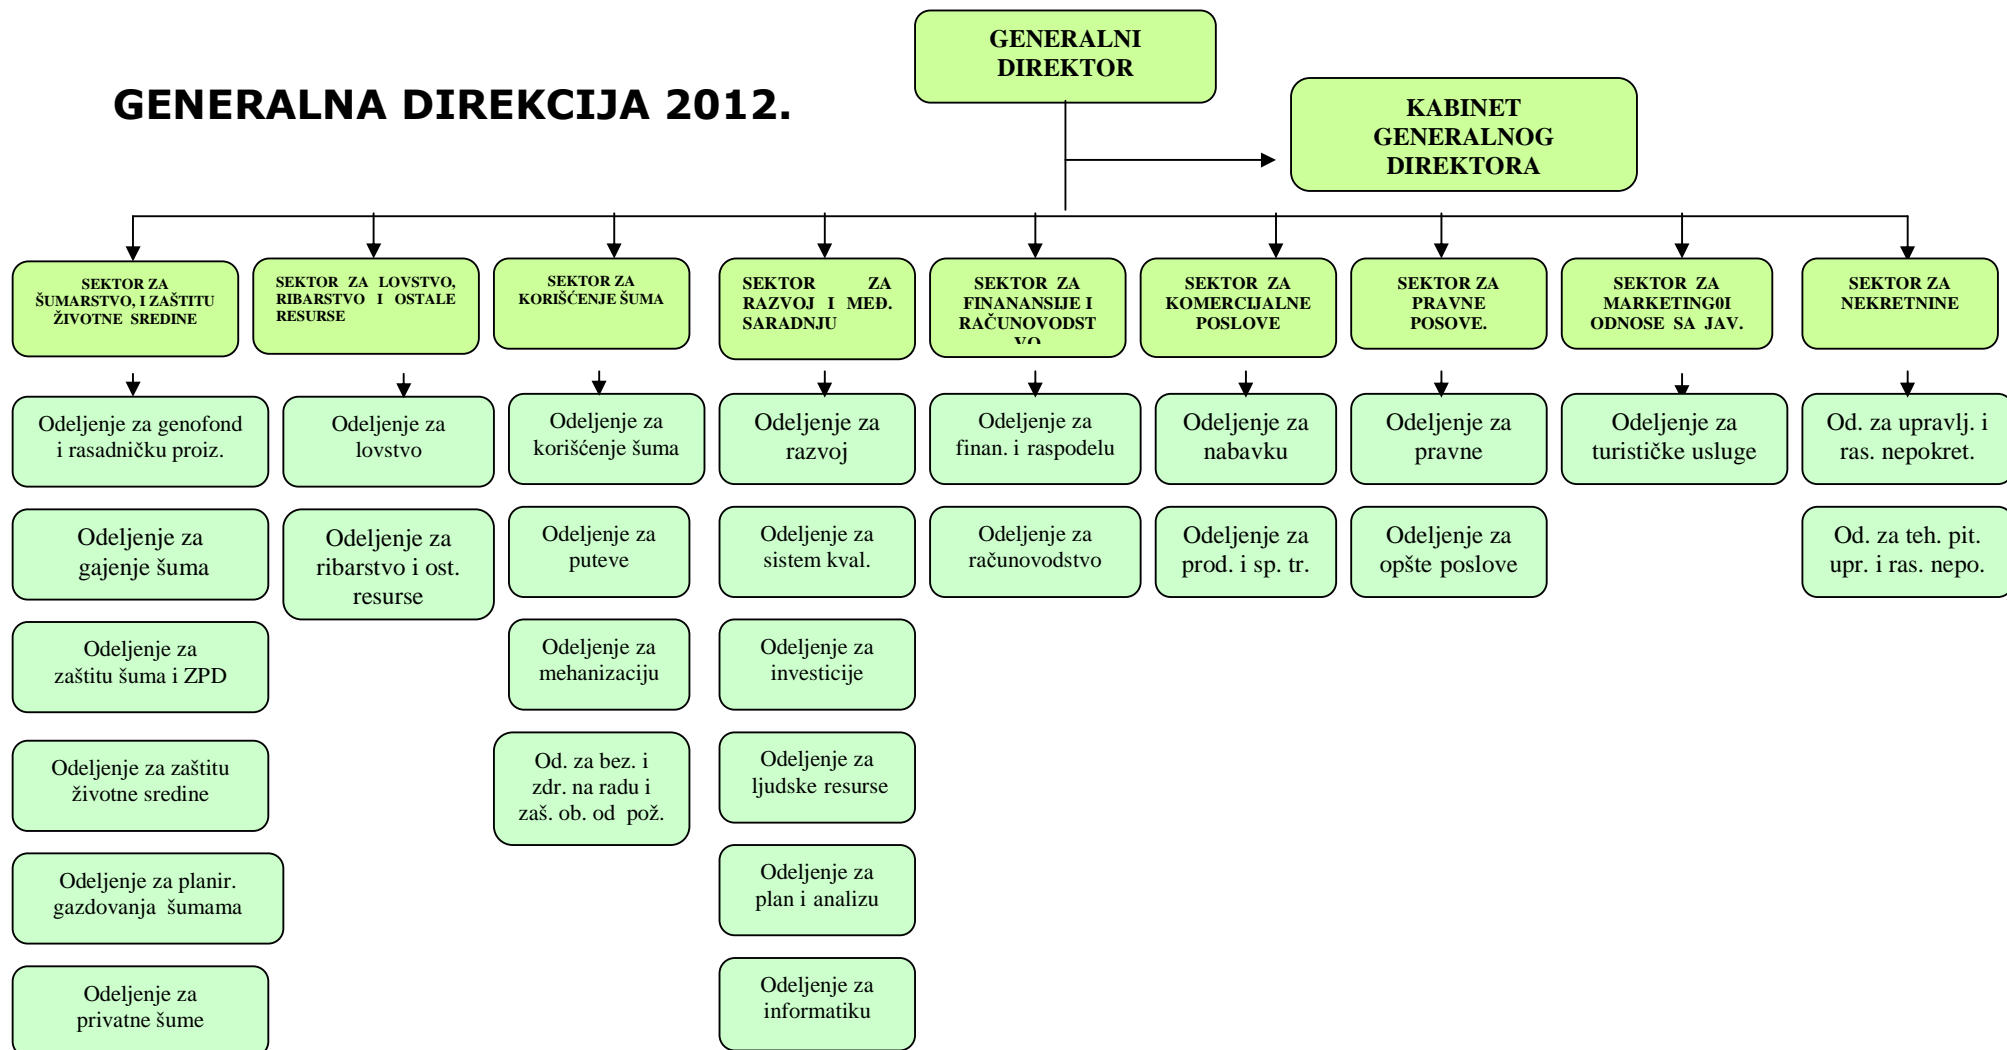 GENERALNI
DIREKTOR
GENERALNA DIREKCIJA 2012.
KABINET
GENERALNOG
DIREKTORA
SEKTOR ZA
ŠUMARSTVO, I ZAŠTITU
ŽIVOTNE SREDINE
SEKTOR ZA LOVSTVO,
RIBARSTVO I OSTALE
RESURSE
SEKTOR ZA
KORIŠĆENJE ŠUMA
SEKTOR ZA
RAZVOJ I MEĐ.
SARADNJU
SEKTOR ZA
FINANANSIJE I
RAČUNOVODST
VO
SEKTOR ZA
KOMERCIJALNE
POSLOVE
SEKTOR ZA
PRAVNE
POSOVE.
SEKTOR ZA
MARKETING0I
ODNOSE SA JAV.
SEKTOR ZA
NEKRETNINE
Odeljenje za genofond
i rasadničku proiz.
Odeljenje za
lovstvo
Odeljenje za
korišćenje šuma
Odeljenje za
razvoj
Odeljenje za
finan. i raspodelu
Odeljenje za
nabavku
Odeljenje za
pravne
Odeljenje za
turističke usluge
Od. za upravlj. i
ras. nepokret.
Odeljenje za
gajenje šuma
Odeljenje za
ribarstvo i ost.
resurse
Odeljenje za
puteve
Odeljenje za
sistem kval.
Odeljenje za
računovodstvo
Odeljenje za
prod. i sp. tr.
Odeljenje za
opšte poslove
Od. za teh. pit.
upr. i ras. nepo.
Odeljenje za
zaštitu šuma i ZPD
Odeljenje za
mehanizaciju
Odeljenje za
investicije
Odeljenje za zaštitu
životne sredine
Od. za bez. i
zdr. na radu i
zaš. ob. od pož.
Odeljenje za
ljudske resurse
Odeljenje za planir.
gazdovanja šumama
Odeljenje za
plan i analizu
Odeljenje za
privatne šume
Odeljenje za
informatiku